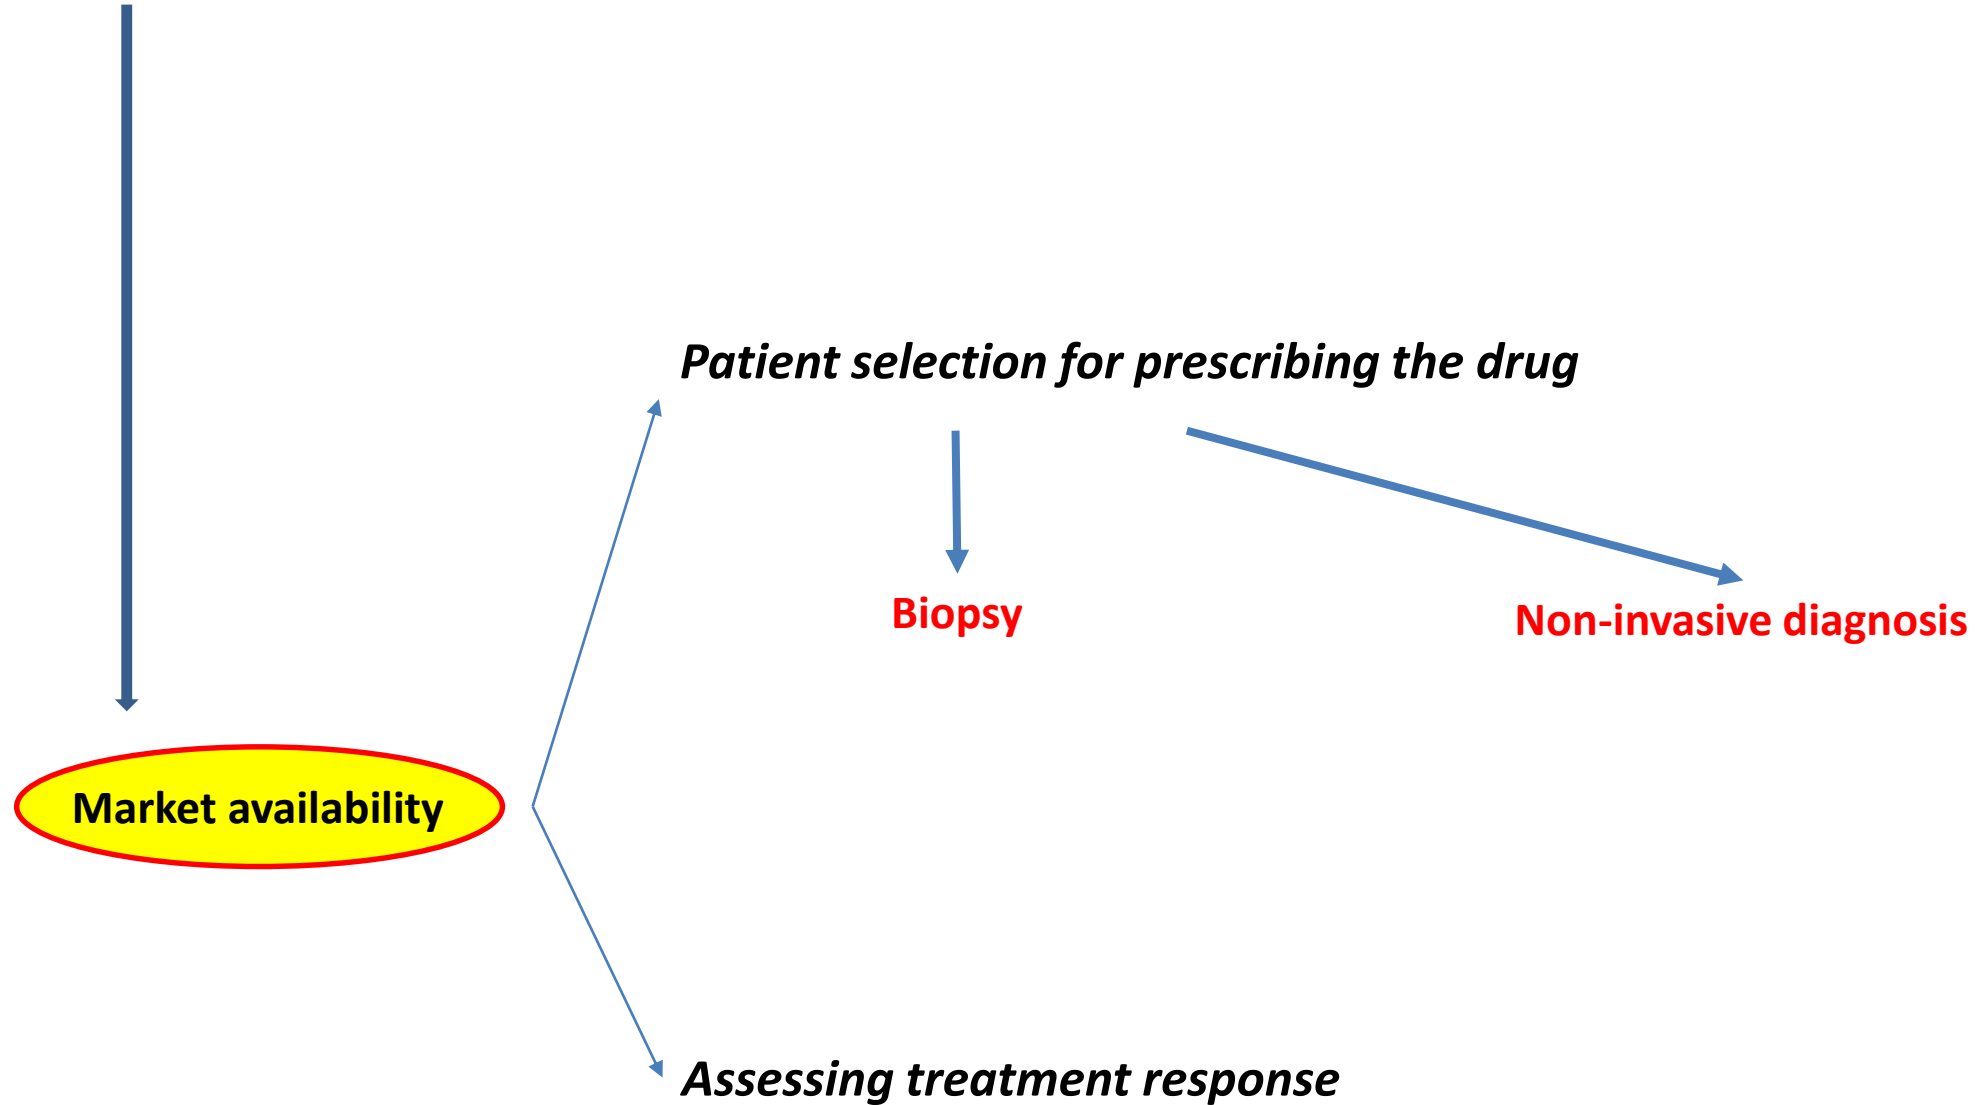 Patient selection for prescribing the drug
Biopsy
Non-invasive diagnosis
Market availability
Assessing treatment response